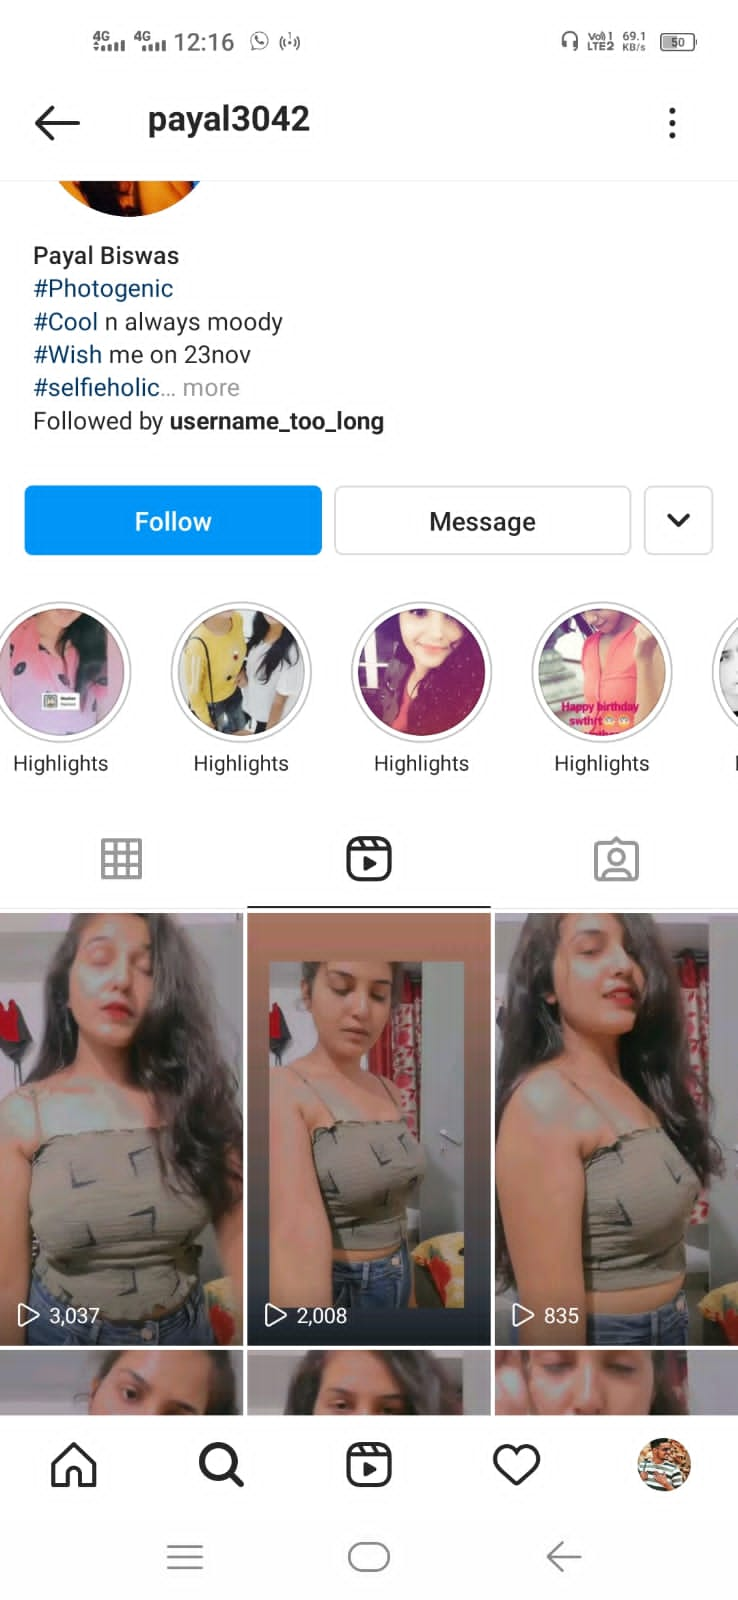 4G 4G 12:16 VoD 1 LTE2 69.1 KB/s 50
payal3042
Payal Biswas
#Photogenic
#Cool n always moody
#Wish me on 23nov
#selfieholic... more
Followed by username_too_long
Follow Message
Happy birthday
swthrt
Highlights Highlights Highlights Highlights
3,037 2,008 835